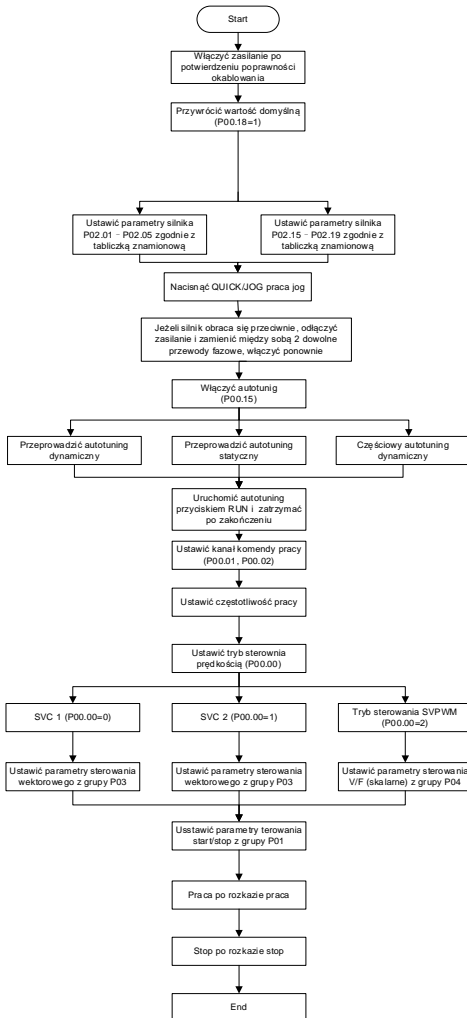 Start
Włączyć zasilanie po
potwierdzeniu poprawności
okablowania
Przywrócić wartość domyślną
(P00.18=1)
Ustawić parametry silnika
P02.01 - P02.05 zgodnie z
tabliczką znamionową
Ustawić parametry silnika
P02.15 - P02.19 zgodnie z
tabliczką znamionową
Nacisnąć QUICK/JOG praca jog
Jeżeli silnik obraca się przeciwnie, odłączyć
zasilanie i zamienić między sobą 2 dowolne
przewody fazowe, włączyć ponownie
Włączyć autotunig
(P00.15)
Przeprowadzić autotuning
dynamiczny
Przeprowadzić autotuning
statyczny
Częściowy autotuning
dynamiczny
Uruchomić autotuning
przyciskiem RUN i zatrzymać
po zakończeniu
Ustawić kanał komendy pracy
(P00.01, P00.02)
Ustawić częstotliwość pracy
Ustawić tryb sterownia
prędkością (P00.00)
SVC 1 (P00.00=0)
SVC 2 (P00.00=1)
Tryb sterowania SVPWM
(P00.00=2)
Ustawić parametry sterowania
wektorowego z grupy P03
Ustawić parametry sterowania
wektorowego z grupy P03
Ustawić parametry sterowania
V/F (skalarne) z grupy P04
Usstawić parametry terowania
start/stop z grupy P01
Praca po rozkazie praca
Stop po rozkazie stop
End